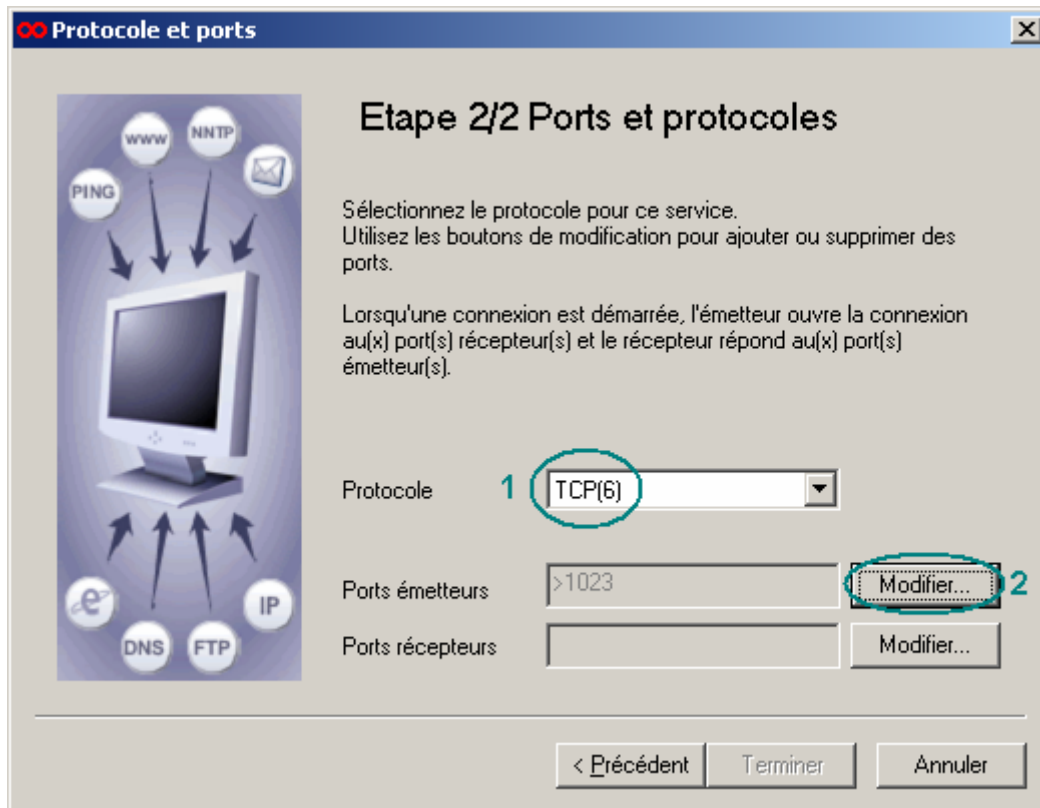 Protocole et ports
Etape 2/2 Ports et protocoles
www
NNTP
PING
Sélectionnez le protocole pour ce service.
Utilisez les boutons de modification pour ajouter ou supprimer des
ports.
Lorsqu'une connexion est démarrée, l'émetteur ouvre la connexion
au(x) port(s) récepteur(s) et le récepteur répond au(x) port(s)
émetteur(s).
Protocole 1 TCP(6)
Ports émetteurs >1023 Modifier... 2
Ports récepteurs Modifier...
e
IP
DNS
FTP
< Précédent Terminer Annuler